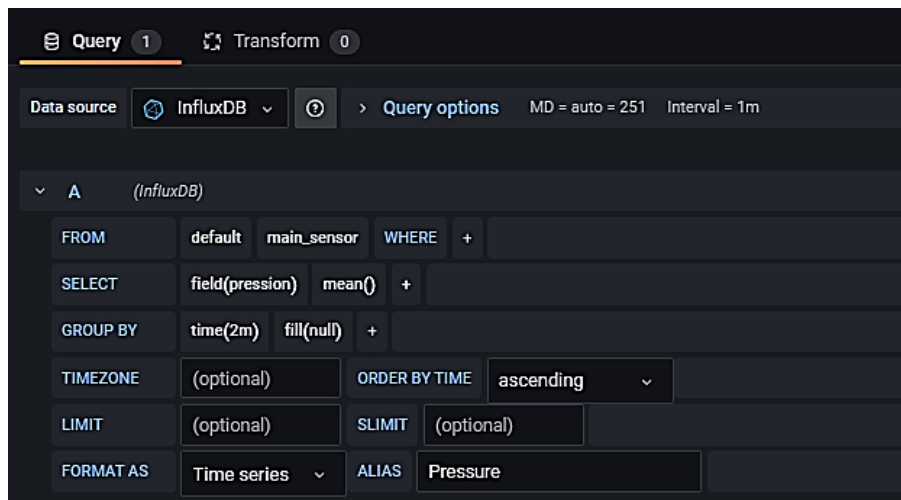 Query 1 Transform 0
Data source InfluxDB Query options MD = auto = 251 Interval = 1m
A (InfluxDB)
FROM default main_sensor WHERE +
SELECT field(pression) mean() +
GROUP BY time(2m) fill(null) +
TIMEZONE (optional) ORDER BY TIME ascending
LIMIT (optional) SLIMIT (optional)
FORMAT AS Time series ALIAS Pressure